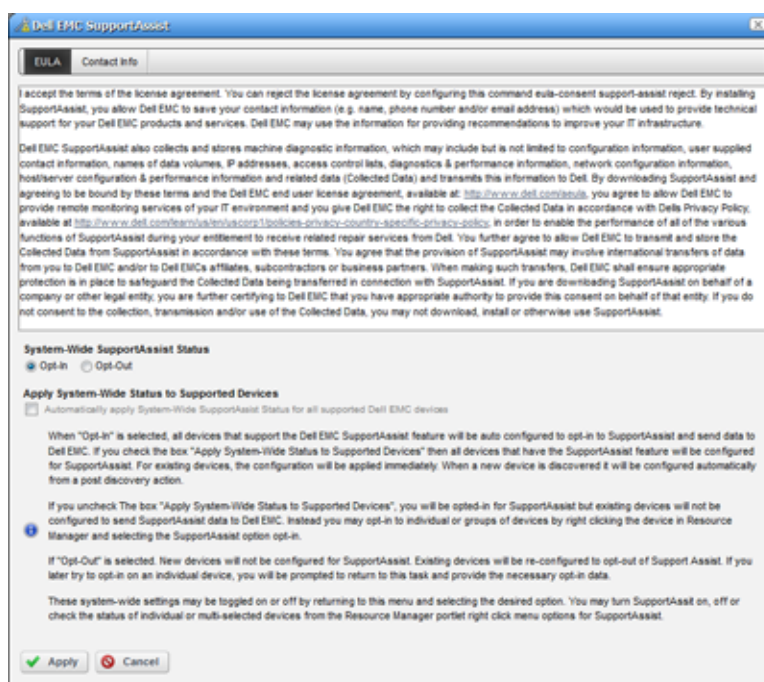 Dell EMC SupportAssist
EULA Contact Info
I accept the terms of the license agreement. You can reject the license agreement by configuring this command eula-consent support-assist reject. By installing
SupportAssist, you allow Dell EMC to save your contact information (e.g. name, phone number and/or email address) which would be used to provide technical
support for your Dell EMC products and services. Dell EMC may use the information for providing recommendations to improve your IT infrastructure.
Dell EMC SupportAssist also collects and stores machine diagnostic information, which may include but is not limited to configuration information, user supplied
contact information, names of data volumes, IP addresses, access control lists, diagnostics & performance information, network configuration information,
host/server configuration & performance information and related data (Collected Data) and transmits this information to Dell. By downloading SupportAssist and
agreeing to be bound by these terms and the Dell EMC end user license agreement, available at: http://www.dell.com/aeula, you agree to allow Dell EMC to
provide remote monitoring services of your IT environment and you give Dell EMC the right to collect the Collected Data in accordance with Dells Privacy Policy,
available at http://www.dell.com/learn/us/en/uscorp1/policies-privacy-country-specific-privacy-policy, in order to enable the performance of all of the various
functions of SupportAssist during your entitlement to receive related repair services from Dell. You further agree to allow Dell EMC to transmit and store the
Collected Data from SupportAssist in accordance with these terms. You agree that the provision of SupportAssist may involve international transfers of data
from you to Dell EMC and/or to Dell EMCs affiliates, subcontractors or business partners. When making such transfers, Dell EMC shall ensure appropriate
protection is in place to safeguard the Collected Data being transferred in connection with SupportAssist. If you are downloading SupportAssist on behalf of a
company or other legal entity, you are further certifying to Dell EMC that you have appropriate authority to provide this consent on behalf of that entity. If you do
not consent to the collection, transmission and/or use of the Collected Data, you may not download, install or otherwise use SupportAssist.
System-Wide SupportAssist Status
Opt-In Opt-Out
Apply System-Wide Status to Supported Devices
Automatically apply System-Wide SupportAssist Status for all supported Dell EMC devices
When "Opt-In" is selected, all devices that support the Dell EMC SupportAssist feature will be auto configured to opt-in to SupportAssist and send data to
Dell EMC. If you check the box "Apply System-Wide Status to Supported Devices" then all devices that have the SupportAssist feature will be configured
for SupportAssist. For existing devices, the configuration will be applied immediately. When a new device is discovered it will be configured automatically
from a post discovery action.
If you uncheck The box "Apply System-Wide Status to Supported Devices", you will be opted-in for SupportAssist but existing devices will not be
configured to send SupportAssist data to Dell EMC. Instead you may opt-in to individual or groups of devices by right clicking the device in Resource
Manager and selecting the SupportAssist option opt-in.
If "Opt-Out" is selected. New devices will not be configured for SupportAssist. Existing devices will be re-configured to opt-out of Support Assist. If you
later try to opt-in on an individual device, you will be prompted to return to this task and provide the necessary opt-in data.
These system-wide settings may be toggled on or off by returning to this menu and selecting the desired option. You may turn SupportAssit on, off or
check the status of individual or multi-selected devices from the Resource Manager portlet right click menu options for SupportAssist.
Apply Cancel